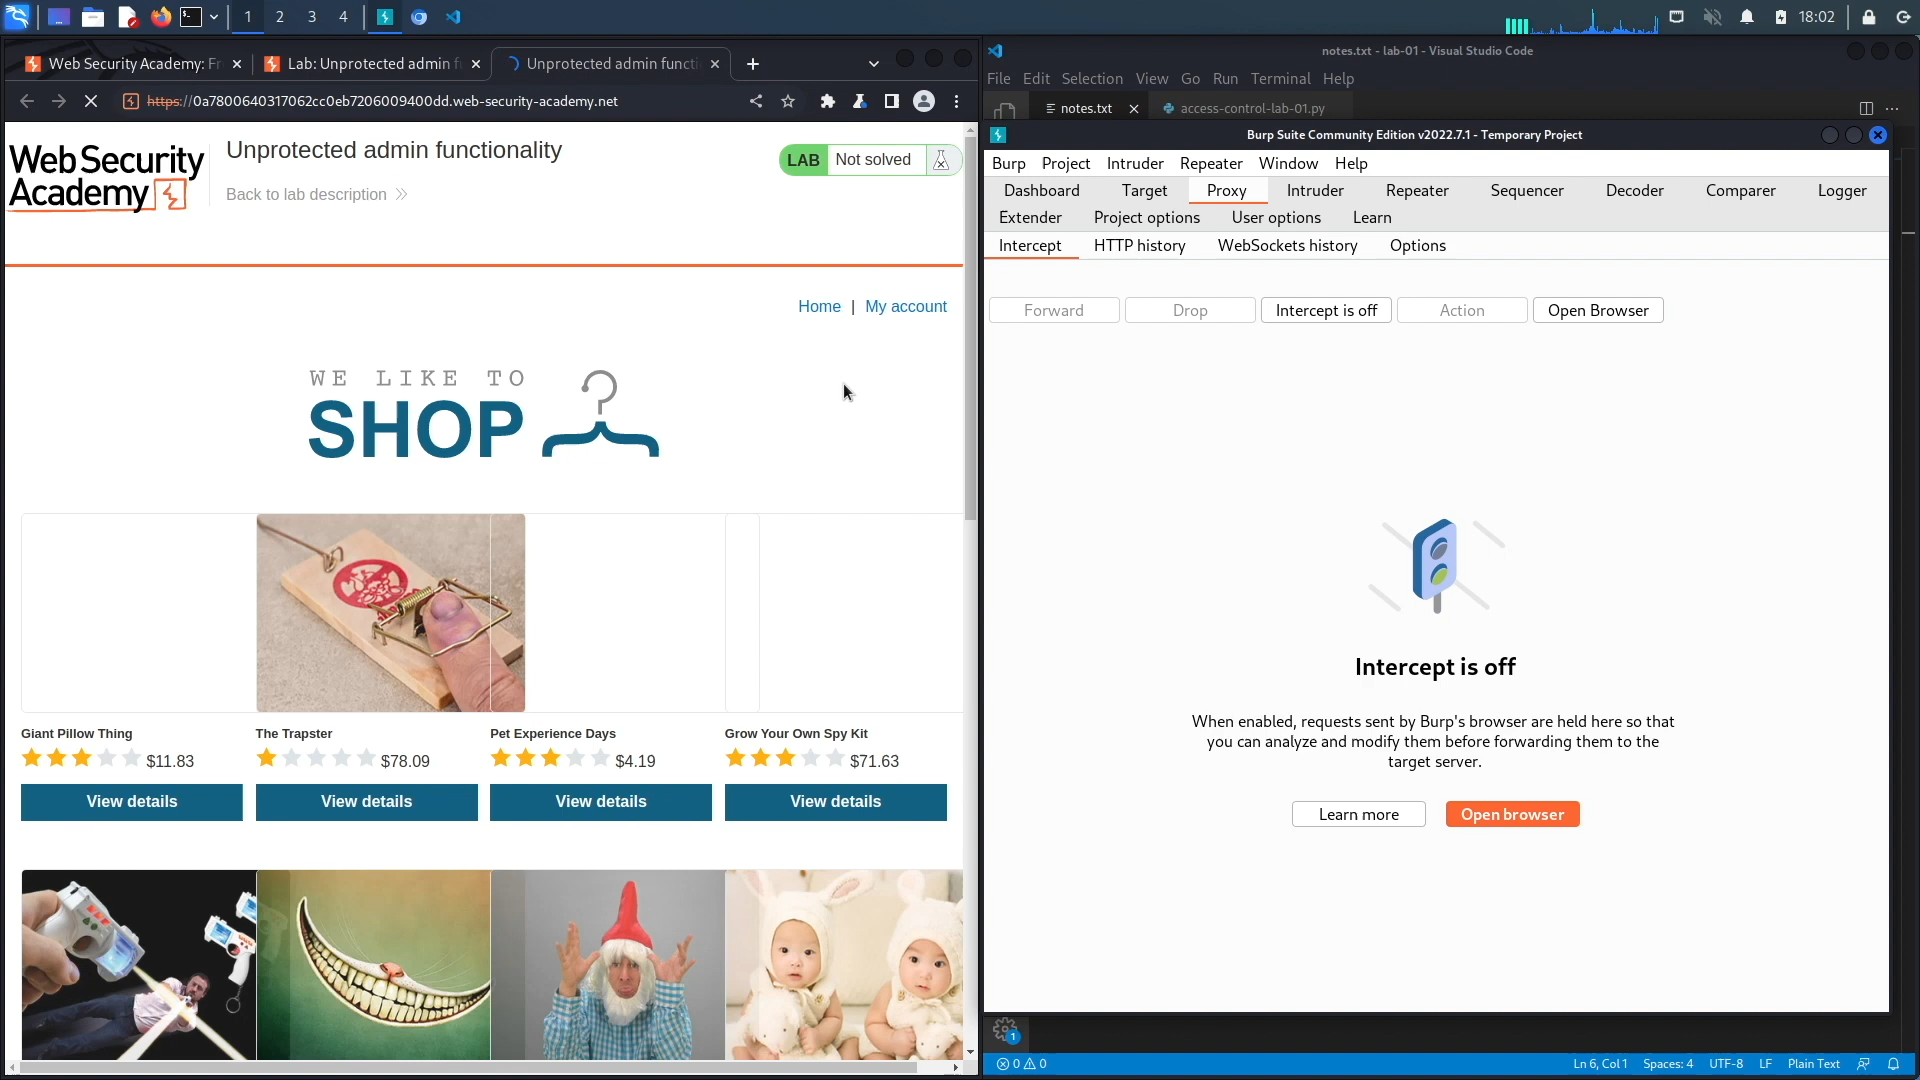 1 2 3 4
18:02
Web Security Academy: Fr
Lab: Unprotected admin f
Unprotected admin functi
https://0a7800640317062cc0eb7206009400dd.web-security-academy.net
Web Security
Academy
Unprotected admin functionality
Back to lab description
LAB Not solved
Home | My account
WE LIKE TO
SHOP
Giant Pillow Thing
$11.83
View details
The Trapster
$78.09
View details
Pet Experience Days
$4.19
View details
Grow Your Own Spy Kit
$71.63
View details
notes.txt - lab-01 - Visual Studio Code
File Edit Selection View Go Run Terminal Help
notes.txt
access-control-lab-01.py
Burp Suite Community Edition v2022.7.1 - Temporary Project
Burp Project Intruder Repeater Window Help
Dashboard Target Proxy Intruder Repeater Sequencer Decoder Comparer Logger
Extender Project options User options Learn
Intercept HTTP history WebSockets history Options
Forward Drop Intercept is off Action Open Browser
Intercept is off
When enabled, requests sent by Burp's browser are held here so that
you can analyze and modify them before forwarding them to the
target server.
Learn more Open browser
1
0 0
Ln 6, Col 1 Spaces: 4 UTF-8 LF Plain Text